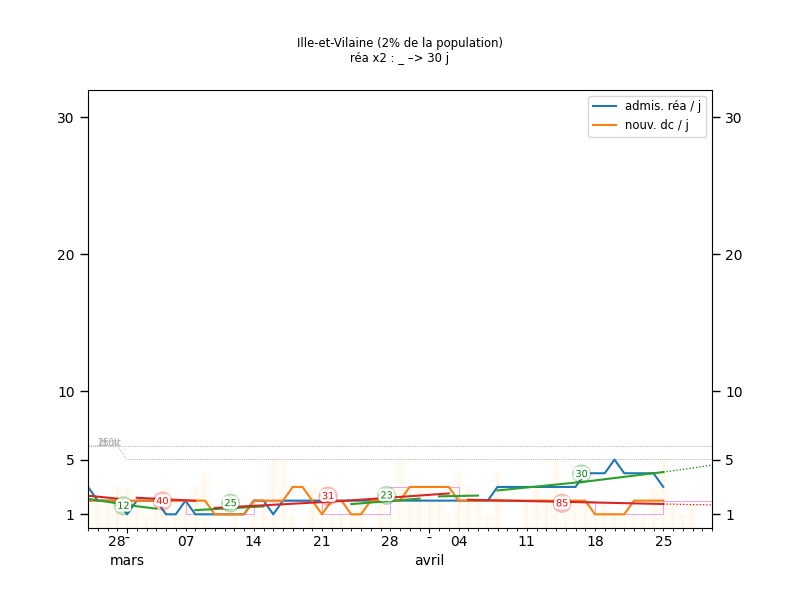 Ille-et-Vilaine (2% de la population)
réa x2 : _ –> 30 j
admis. réa / j
nouv. dc / j
30 30
20 20
10 10
5 5
1 1
12 40 25 31 23 30 85
28 07 14 21 28 04 11 18 25
mars avril